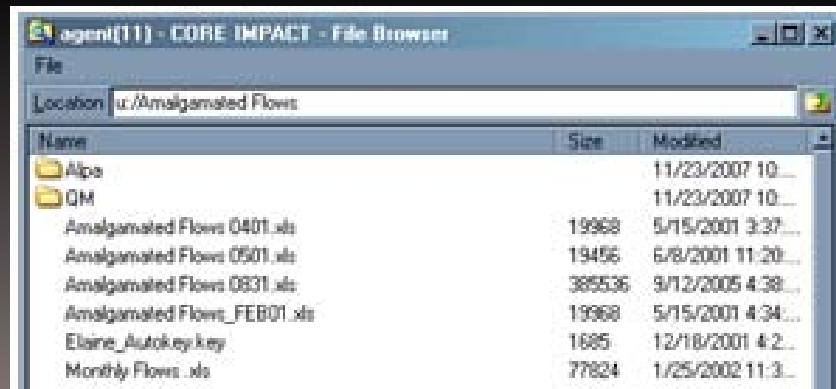 agent(11) - CORE IMPACT - File Browser
File
Location u:/Amalgamated Flows
Name Size Modified
Alpa 11/23/2007 10:...
QM 11/23/2007 10:...
Amalgamated Flows 0401.xls 19968 5/15/2001 3:37:...
Amalgamated Flows 0501.xls 19456 6/8/2001 11:20:...
Amalgamated Flows 0831.xls 385536 9/12/2005 4:38:...
Amalgamated Flows_FEB01.xls 19968 5/15/2001 4:34:...
Elaine_Autokey.key 1685 12/18/2001 4:2...
Monthly Flows .xls 77824 1/25/2002 11:3...